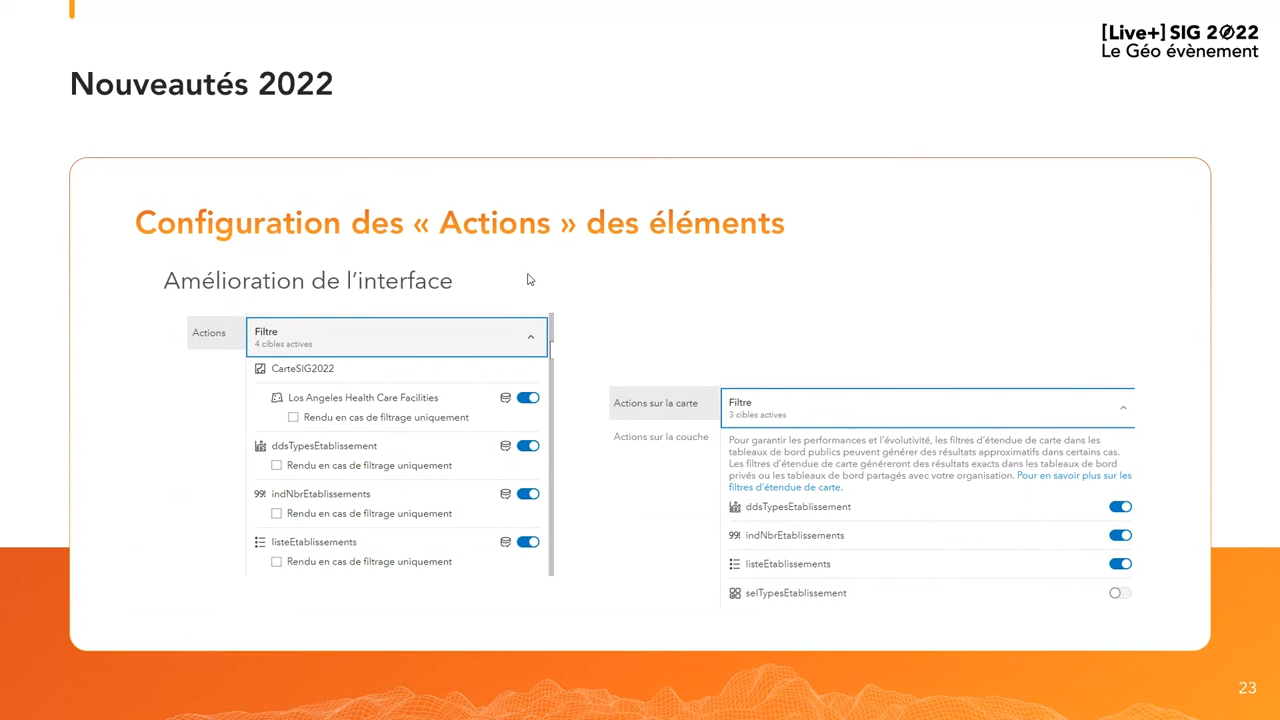 [Live+] SIG 2022
Le Géo évènement
Nouveautés 2022
Configuration des « Actions » des éléments
Amélioration de l’interface
Actions
Filtre
4 cibles actives
CarteSIG2022
Los Angeles Health Care Facilities
Rendu en cas de filtrage uniquement
ddsTypesEtablissement
Rendu en cas de filtrage uniquement
indNbrEtablissements
Rendu en cas de filtrage uniquement
listeEtablissements
Rendu en cas de filtrage uniquement
Actions sur la carte
Actions sur la couche
Filtre
3 cibles actives
Pour garantir les performances et l’évolutivité, les filtres d’étendue de carte dans les
tableaux de bord publics peuvent générer des résultats approximatifs dans certains cas.
Les filtres d’étendue de carte généreront des résultats exacts dans les tableaux de bord
privés ou les tableaux de bord partagés avec votre organisation. Pour en savoir plus sur les
filtres d’étendue de carte.
ddsTypesEtablissement
indNbrEtablissements
listeEtablissements
selTypesEtablissement
23